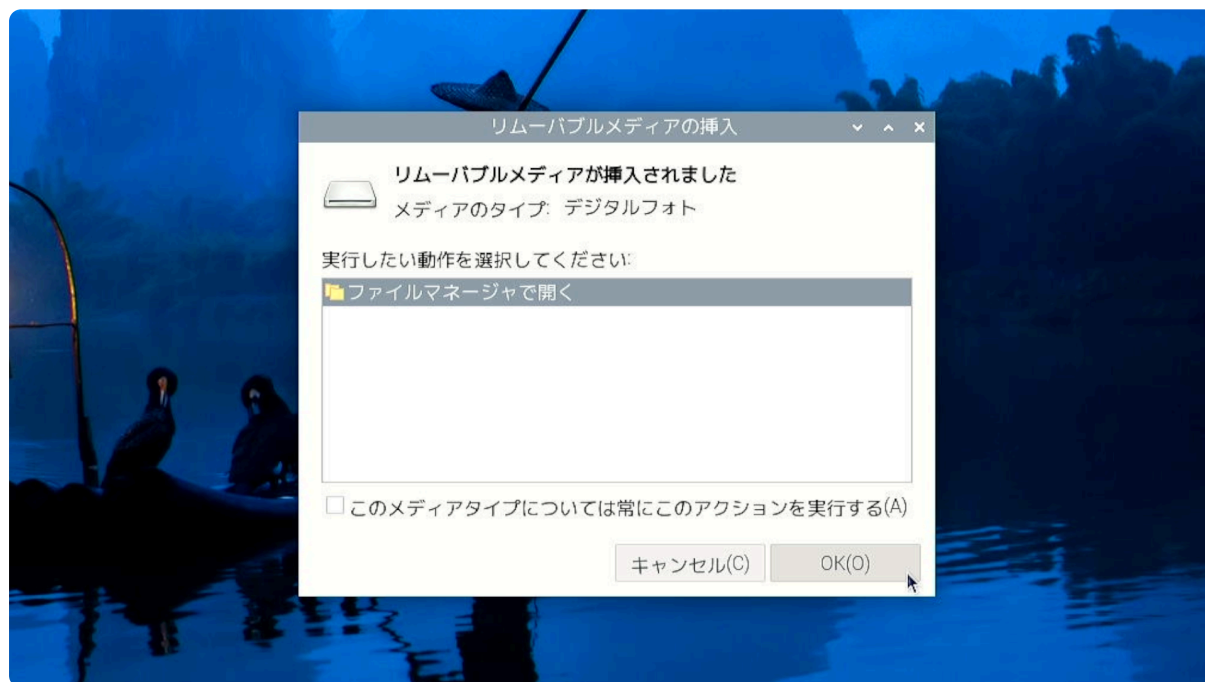 リムーバブルメディアの挿入
リムーバブルメディアが挿入されました
メディアのタイプ: デジタルフォト
実行したい動作を選択してください:
ファイルマネージャで開く
このメディアタイプについては常にこのアクションを実行する(A)
キャンセル(C) OK(O)